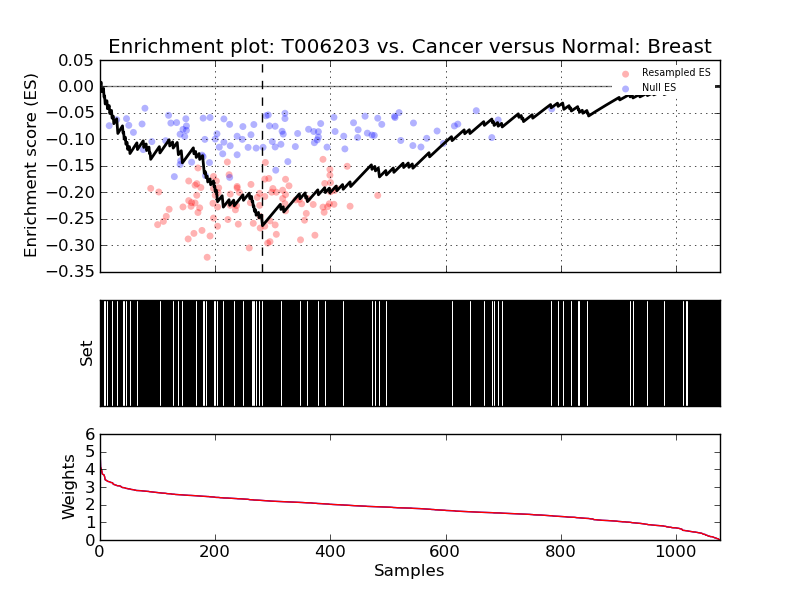 Enrichment plot: T006203 vs. Cancer versus Normal: Breast
Enrichment score (ES)
0.05
0.00
−0.05
−0.10
−0.15
−0.20
−0.25
−0.30
−0.35
Resampled ES
Null ES
Set
Weights
6
5
4
3
2
1
0
0 200 400 600 800 1000
Samples